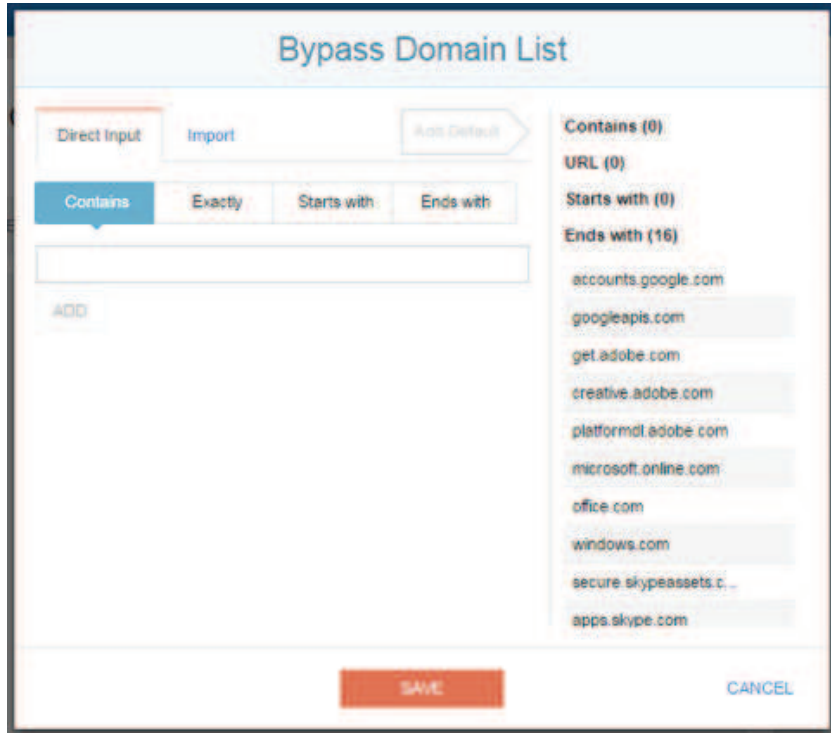 Bypass Domain List
Direct Input
Import
Add Default
Contains
Exactly
Starts with
Ends with
ADD
Contains (0)
URL (0)
Starts with (0)
Ends with (16)
accounts.google.com
googleapis.com
get.adobe.com
creative.adobe.com
platformdl.adobe.com
microsoft.online.com
office.com
windows.com
secure.skypeassets.c...
apps.skype.com
SAVE
CANCEL